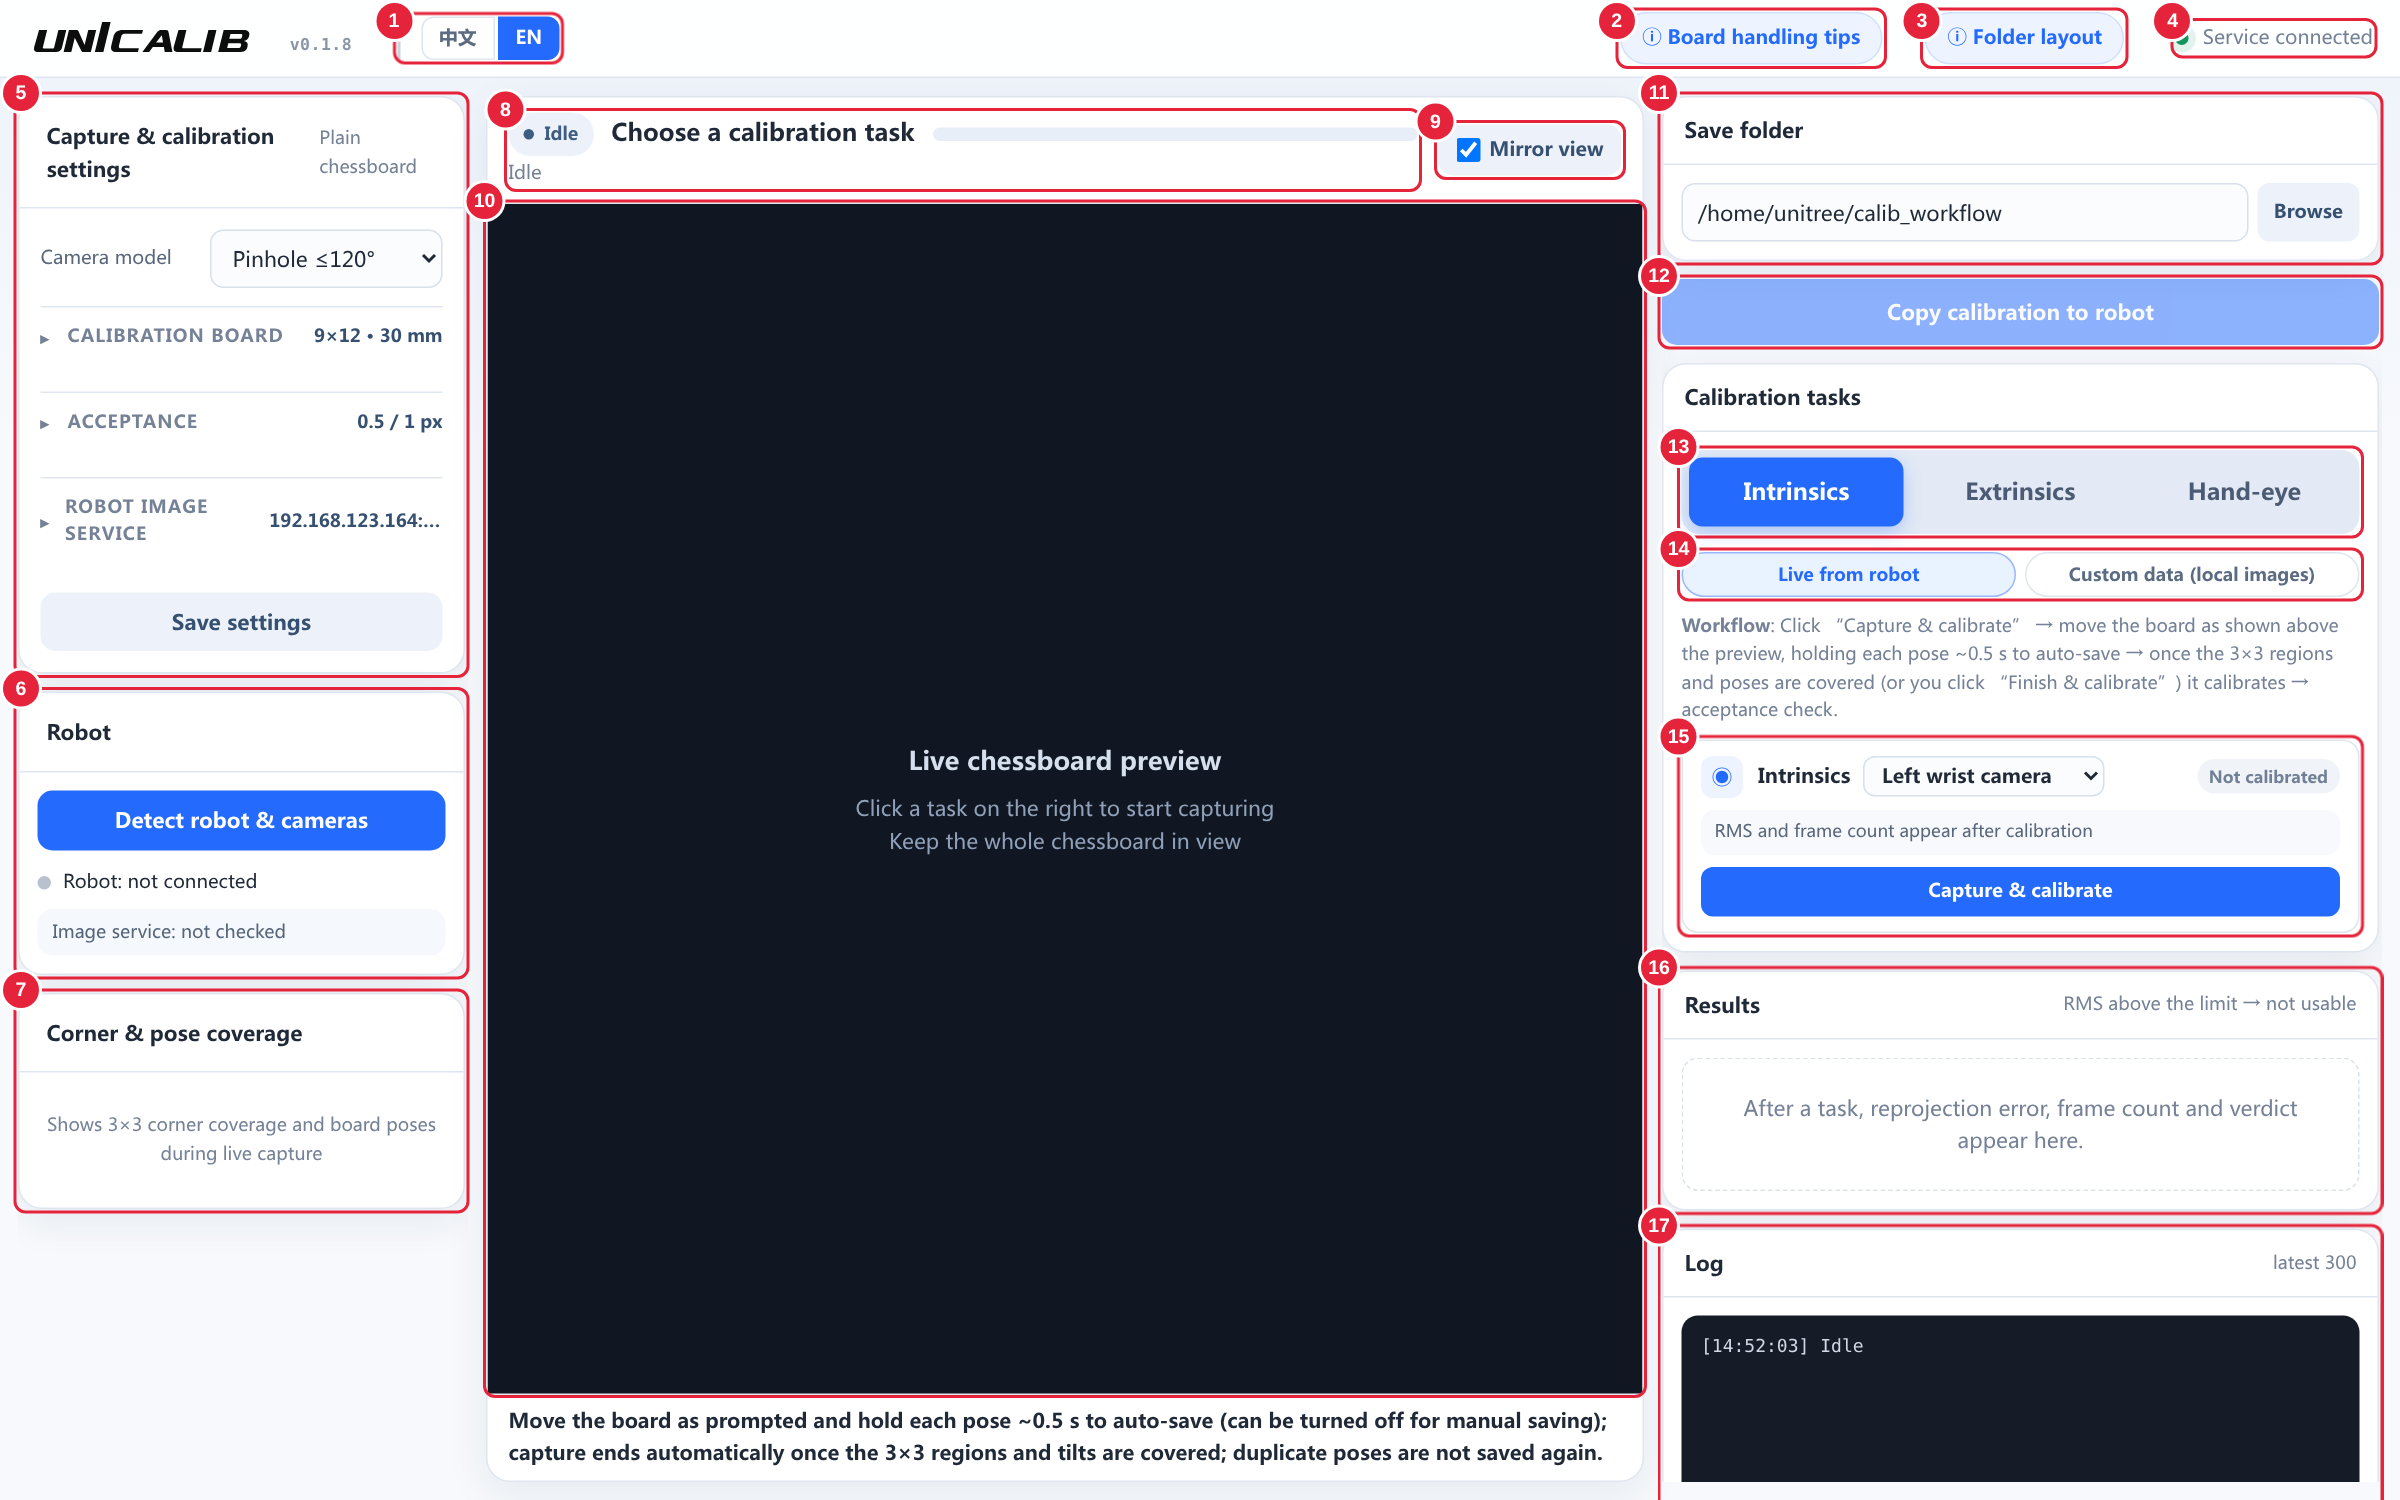 UNICALIB
v0.1.8
1
中文
EN
2
ⓘ Board handling tips
3
ⓘ Folder layout
4
Service connected
5
Capture & calibration
settings
Plain
chessboard
Camera model
Pinhole ≤120°
▸ CALIBRATION BOARD
9×12 • 30 mm
▸ ACCEPTANCE
0.5 / 1 px
▸ ROBOT IMAGE
SERVICE
192.168.123.164:...
Save settings
6
Robot
Detect robot & cameras
Robot: not connected
Image service: not checked
7
Corner & pose coverage
Shows 3×3 corner coverage and board poses
during live capture
8
Idle
Choose a calibration task
Idle
9
Mirror view
10
Live chessboard preview
Click a task on the right to start capturing
Keep the whole chessboard in view
Move the board as prompted and hold each pose ~0.5 s to auto-save (can be turned off for manual saving);
capture ends automatically once the 3×3 regions and tilts are covered; duplicate poses are not saved again.
11
Save folder
/home/unitree/calib_workflow
Browse
12
Copy calibration to robot
Calibration tasks
13
Intrinsics
Extrinsics
Hand-eye
14
Live from robot
Custom data (local images)
Workflow: Click “Capture & calibrate” → move the board as shown above
the preview, holding each pose ~0.5 s to auto-save → once the 3×3 regions
and poses are covered (or you click “Finish & calibrate”) it calibrates →
acceptance check.
15
Intrinsics
Left wrist camera
Not calibrated
RMS and frame count appear after calibration
Capture & calibrate
16
Results
RMS above the limit → not usable
After a task, reprojection error, frame count and verdict
appear here.
17
Log
latest 300
[14:52:03] Idle